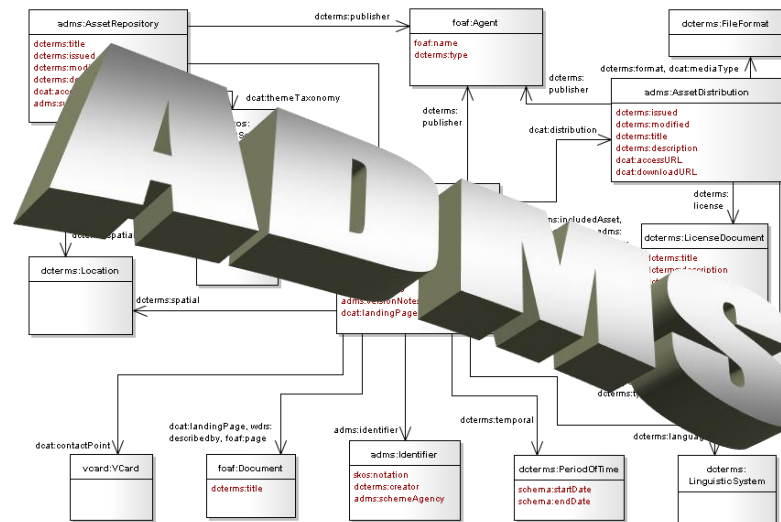 adms:AssetRepository
dcterms:title
dcterms:issued
dcterms:publisher
foaf:Agent
foaf:name
dcterms:type
dcterms:FileFormat
dcterms:format, dcat:mediaType
adms:AssetDistribution
dcterms:issued
dcterms:modified
dcterms:title
dcterms:description
dcat:accessURL
dcat:downloadURL
dcterms:
publisher
dcterms:
publisher
dcat:themeTaxonomy
dcat:distribution
dcterms:
license
dcterms:LicenseDocument
dcterms:title
dcterms:description
ADMS
adms:
dcterms:Location
dcterms:spatial
dcat:landingPage
dcat:contactPoint
vcard:VCard
dcat:landingPage, wdrs:
describedby, foaf:page
foaf:Document
dcterms:title
adms:identifier
adms:Identifier
skos:notation
dcterms:creator
adms:schemeAgency
dcterms:temporal
dcterms:PeriodOfTime
schema:startDate
schema:endDate
dcterms:
LinguisticSystem